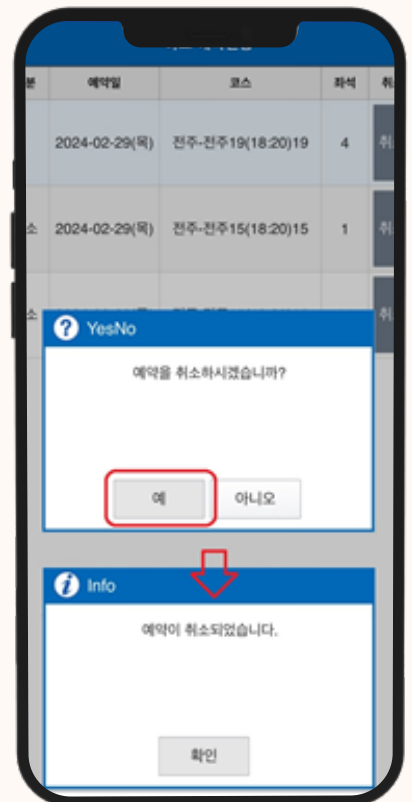 예약일 코스 좌석
2024-02-29(목) 전주-전주19(18:20)19 4
2024-02-29(목) 전주-전주15(18:20)15 1
YesNo
예약을 취소하시겠습니까?
예 아니오
Info
예약이 취소되었습니다.
확인